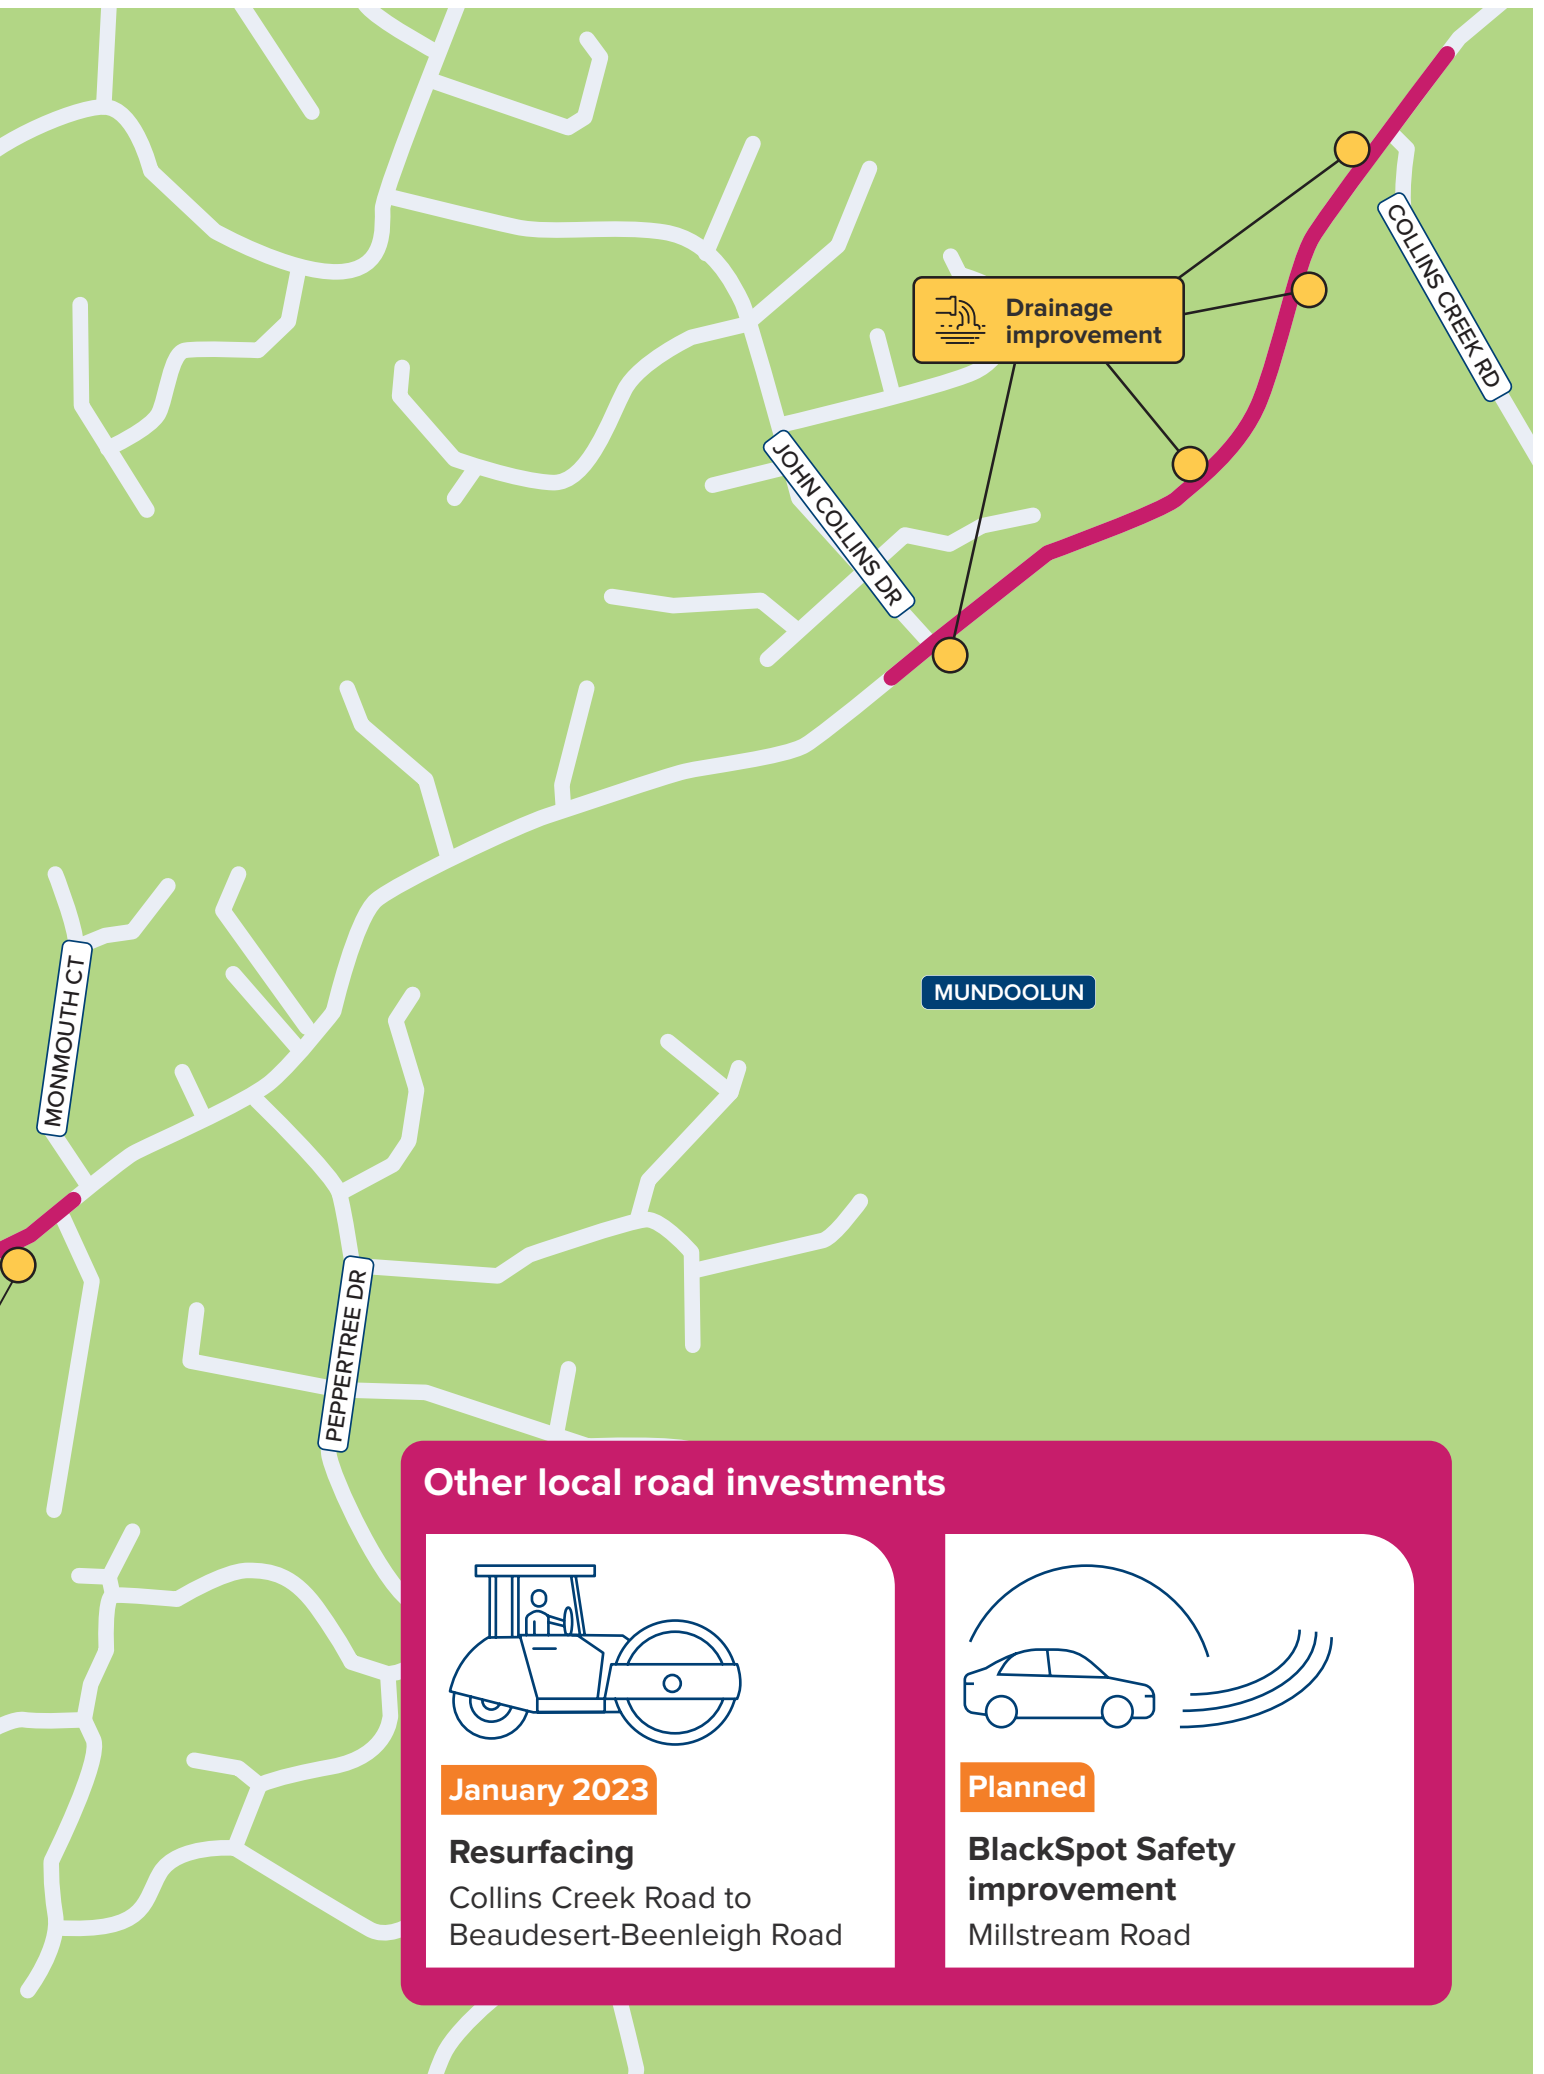 COLLINS CREEK RD
Drainage
improvement
JOHN COLLINS DR
MONMOUTH CT
MUNDOOLUN
PEPPERTREE DR
Other local road investments
January 2023
Resurfacing
Collins Creek Road to
Beaudesert-Beenleigh Road
Planned
BlackSpot Safety
improvement
Millstream Road